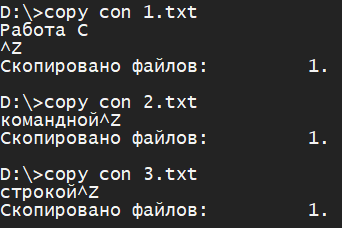 D:\>copy con 1.txt
Работа С
^Z
Скопировано файлов: 1.
D:\>copy con 2.txt
командной^Z
Скопировано файлов: 1.
D:\>copy con 3.txt
строкой^Z
Скопировано файлов: 1.